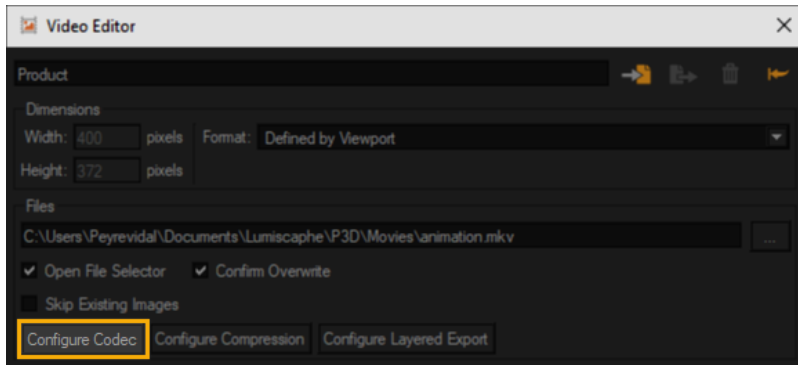 Video Editor
Product
Dimensions
Width: 400 pixels Format: Defined by Viewport
Height: 372 pixels
Files
C:\Users\Peyrevidal\Documents\Lumiscaphe\P3D\Movies\animation.mkv ...
Open File Selector Confirm Overwrite
Skip Existing Images
Configure Codec Configure Compression Configure Layered Export